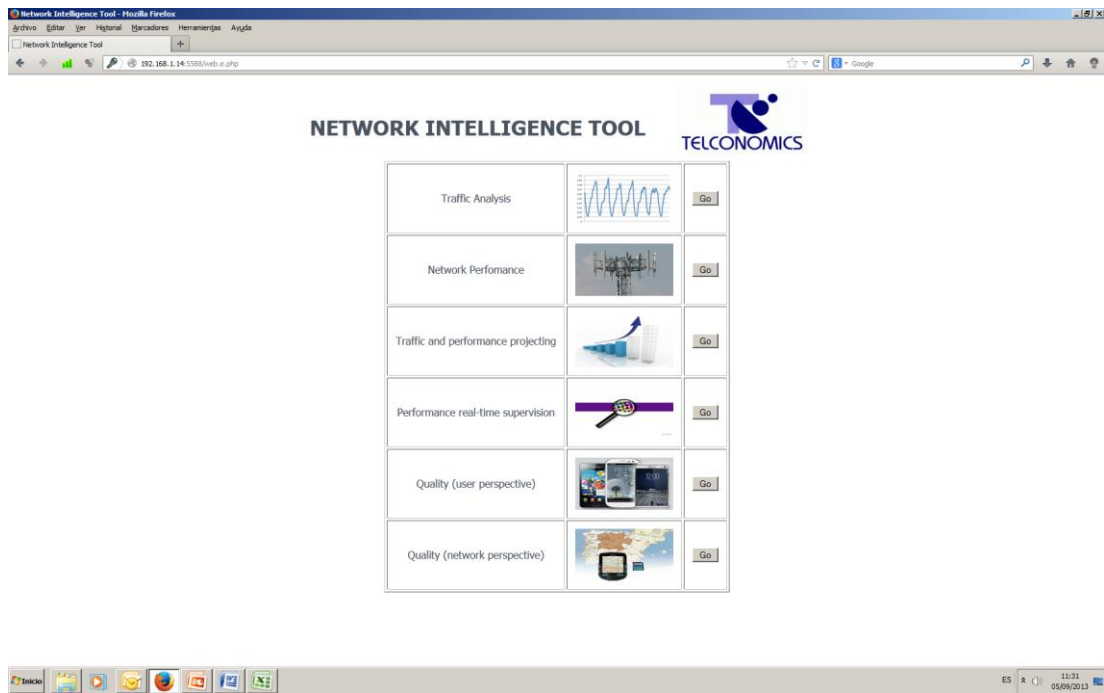 Network Intelligence Tool - Mozilla Firefox
Archivo Editar Ver Historial Marcadores Herramientas Ayuda
Network Intelligence Tool
192.168.1.14:5588/web.e.php
Google
NETWORK INTELLIGENCE TOOL
TELCONOMICS
Traffic Analysis
Go
Network Perfomance
Go
Traffic and performance projecting
Go
Performance real-time supervision
Go
Quality (user perspective)
Go
Quality (network perspective)
Go
Inicio
ES
11:31
05/09/2013